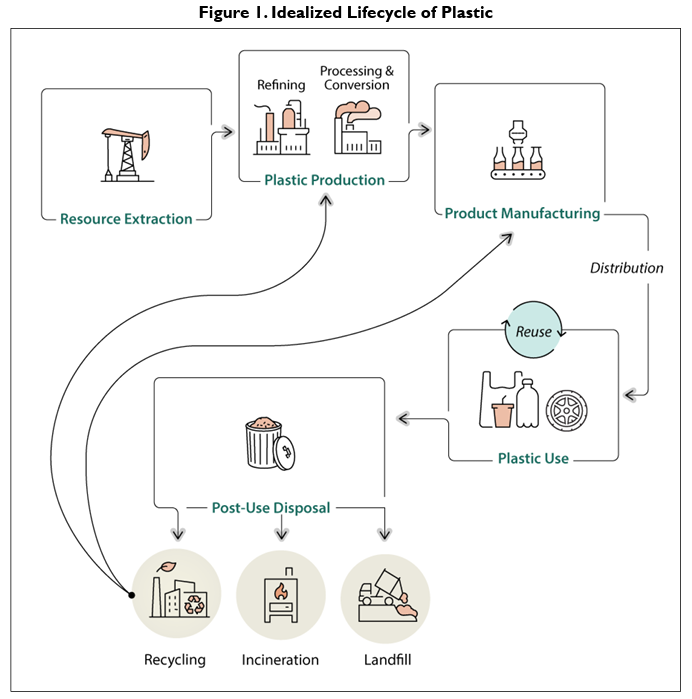 Figure 1. Idealized Lifecycle of Plastic
Refining
Processing &
Conversion
Plastic Production
Resource Extraction
Product Manufacturing
Distribution
Reuse
Plastic Use
Post-Use Disposal
Recycling
Incineration
Landfill